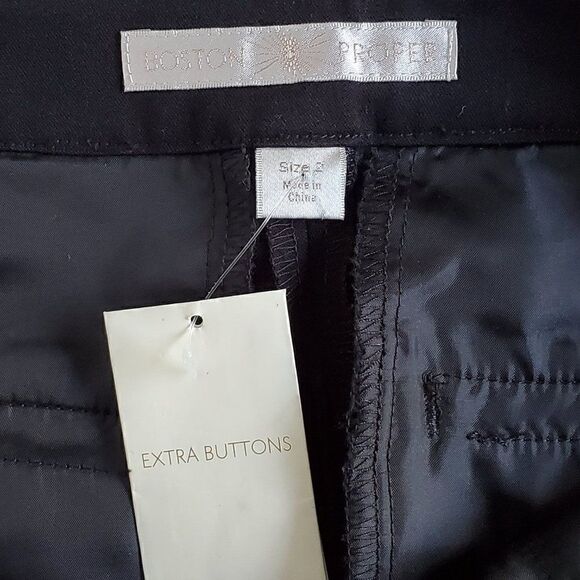 BOSTON PROPER
Size 2
Made in
China
EXTRA BUTTONS